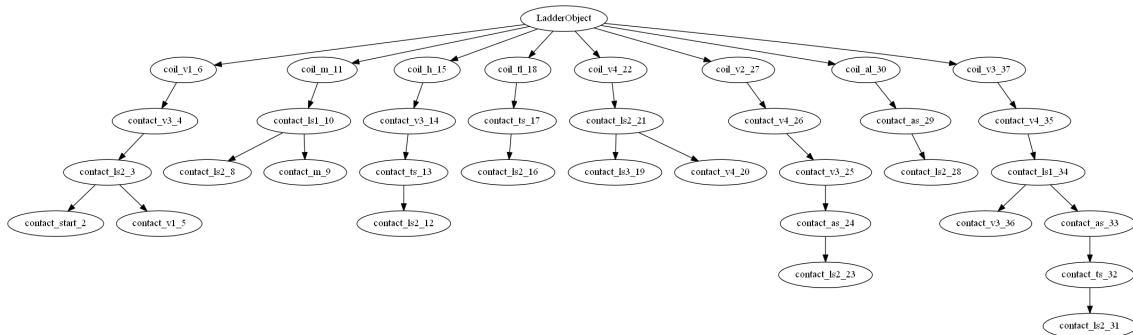 LadderObject
coil_v1_6
coil_m_11
coil_h_15
coil_tl_18
coil_v4_22
coil_v2_27
coil_al_30
coil_v3_37
contact_v3_4
contact_ls1_10
contact_v3_14
contact_ts_17
contact_ls2_21
contact_v4_26
contact_as_29
contact_v4_35
contact_ls2_3
contact_ls2_8
contact_m_9
contact_ts_13
contact_ls2_16
contact_ls3_19
contact_v4_20
contact_v3_25
contact_ls2_28
contact_ls1_34
contact_start_2
contact_v1_5
contact_ls2_12
contact_as_24
contact_v3_36
contact_as_33
contact_ls2_23
contact_ts_32
contact_ls2_31